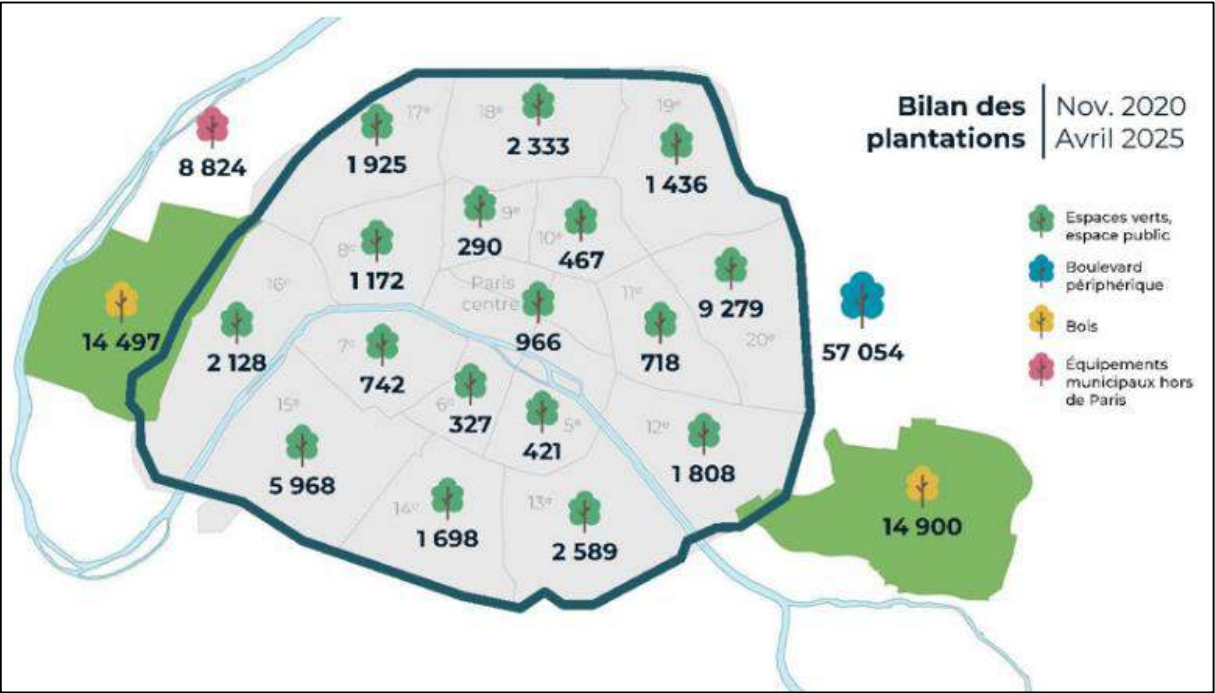 Bilan des
plantations
Nov. 2020
Avril 2025
Espaces verts,
espace public
Boulevard
périphérique
Bois
Équipements
municipaux hors
de Paris
8 824
17e
1 925
18e
2 333
19e
1 436
8e
1 172
9e
290
10e
467
14 497
16e
2 128
Paris
centre
966
11e
718
9 279
20e
57 054
7e
742
6e
327
5e
421
15e
5 968
12e
1 808
14e
1 698
13e
2 589
14 900